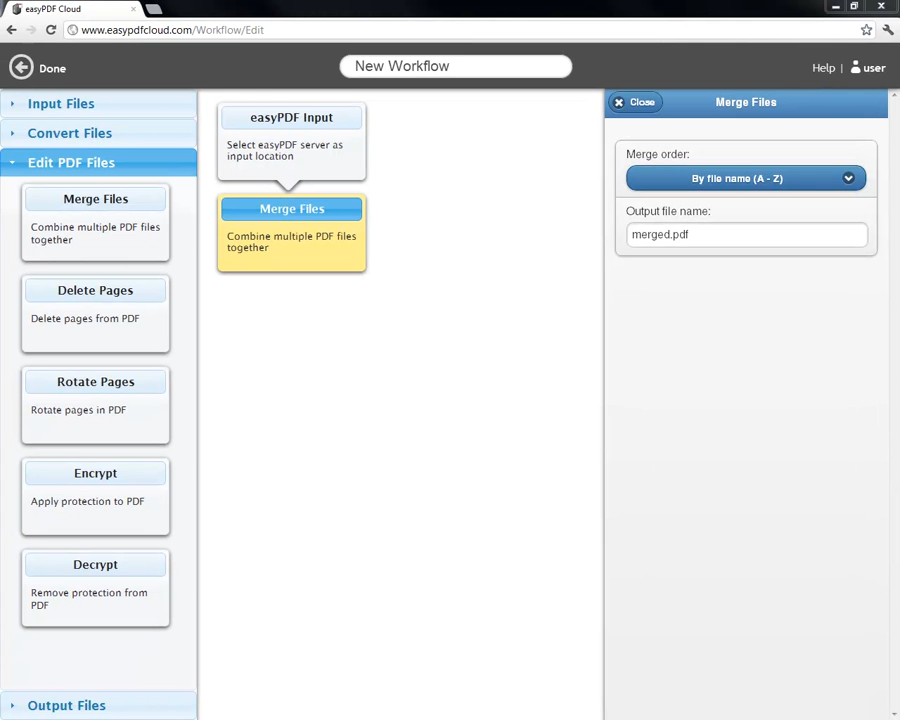 easyPDF Cloud
www.easypdfcloud.com/Workflow/Edit
Done
New Workflow
Help | user
Input Files
Convert Files
Edit PDF Files
Merge Files
Combine multiple PDF files
together
Delete Pages
Delete pages from PDF
Rotate Pages
Rotate pages in PDF
Encrypt
Apply protection to PDF
Decrypt
Remove protection from
PDF
Output Files
easyPDF Input
Select easyPDF server as
input location
Merge Files
Combine multiple PDF files
together
Close
Merge Files
Merge order:
By file name (A - Z)
Output file name:
merged.pdf